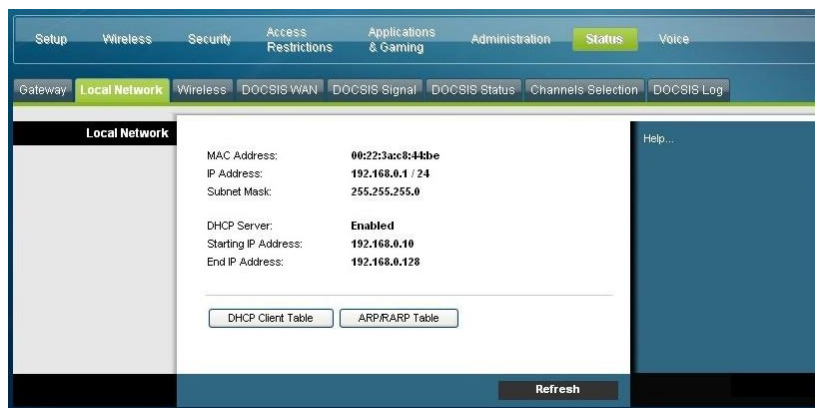 Setup Wireless Security Access Restrictions Applications & Gaming Administration Status Voice
Gateway Local Network Wireless DOCSIS WAN DOCSIS Signal DOCSIS Status Channels Selection DOCSIS Log
Local Network
Help...
MAC Address: 00:22:3a:c8:44:be
IP Address: 192.168.0.1 / 24
Subnet Mask: 255.255.255.0
DHCP Server: Enabled
Starting IP Address: 192.168.0.10
End IP Address: 192.168.0.128
DHCP Client Table ARP/RARP Table
Refresh